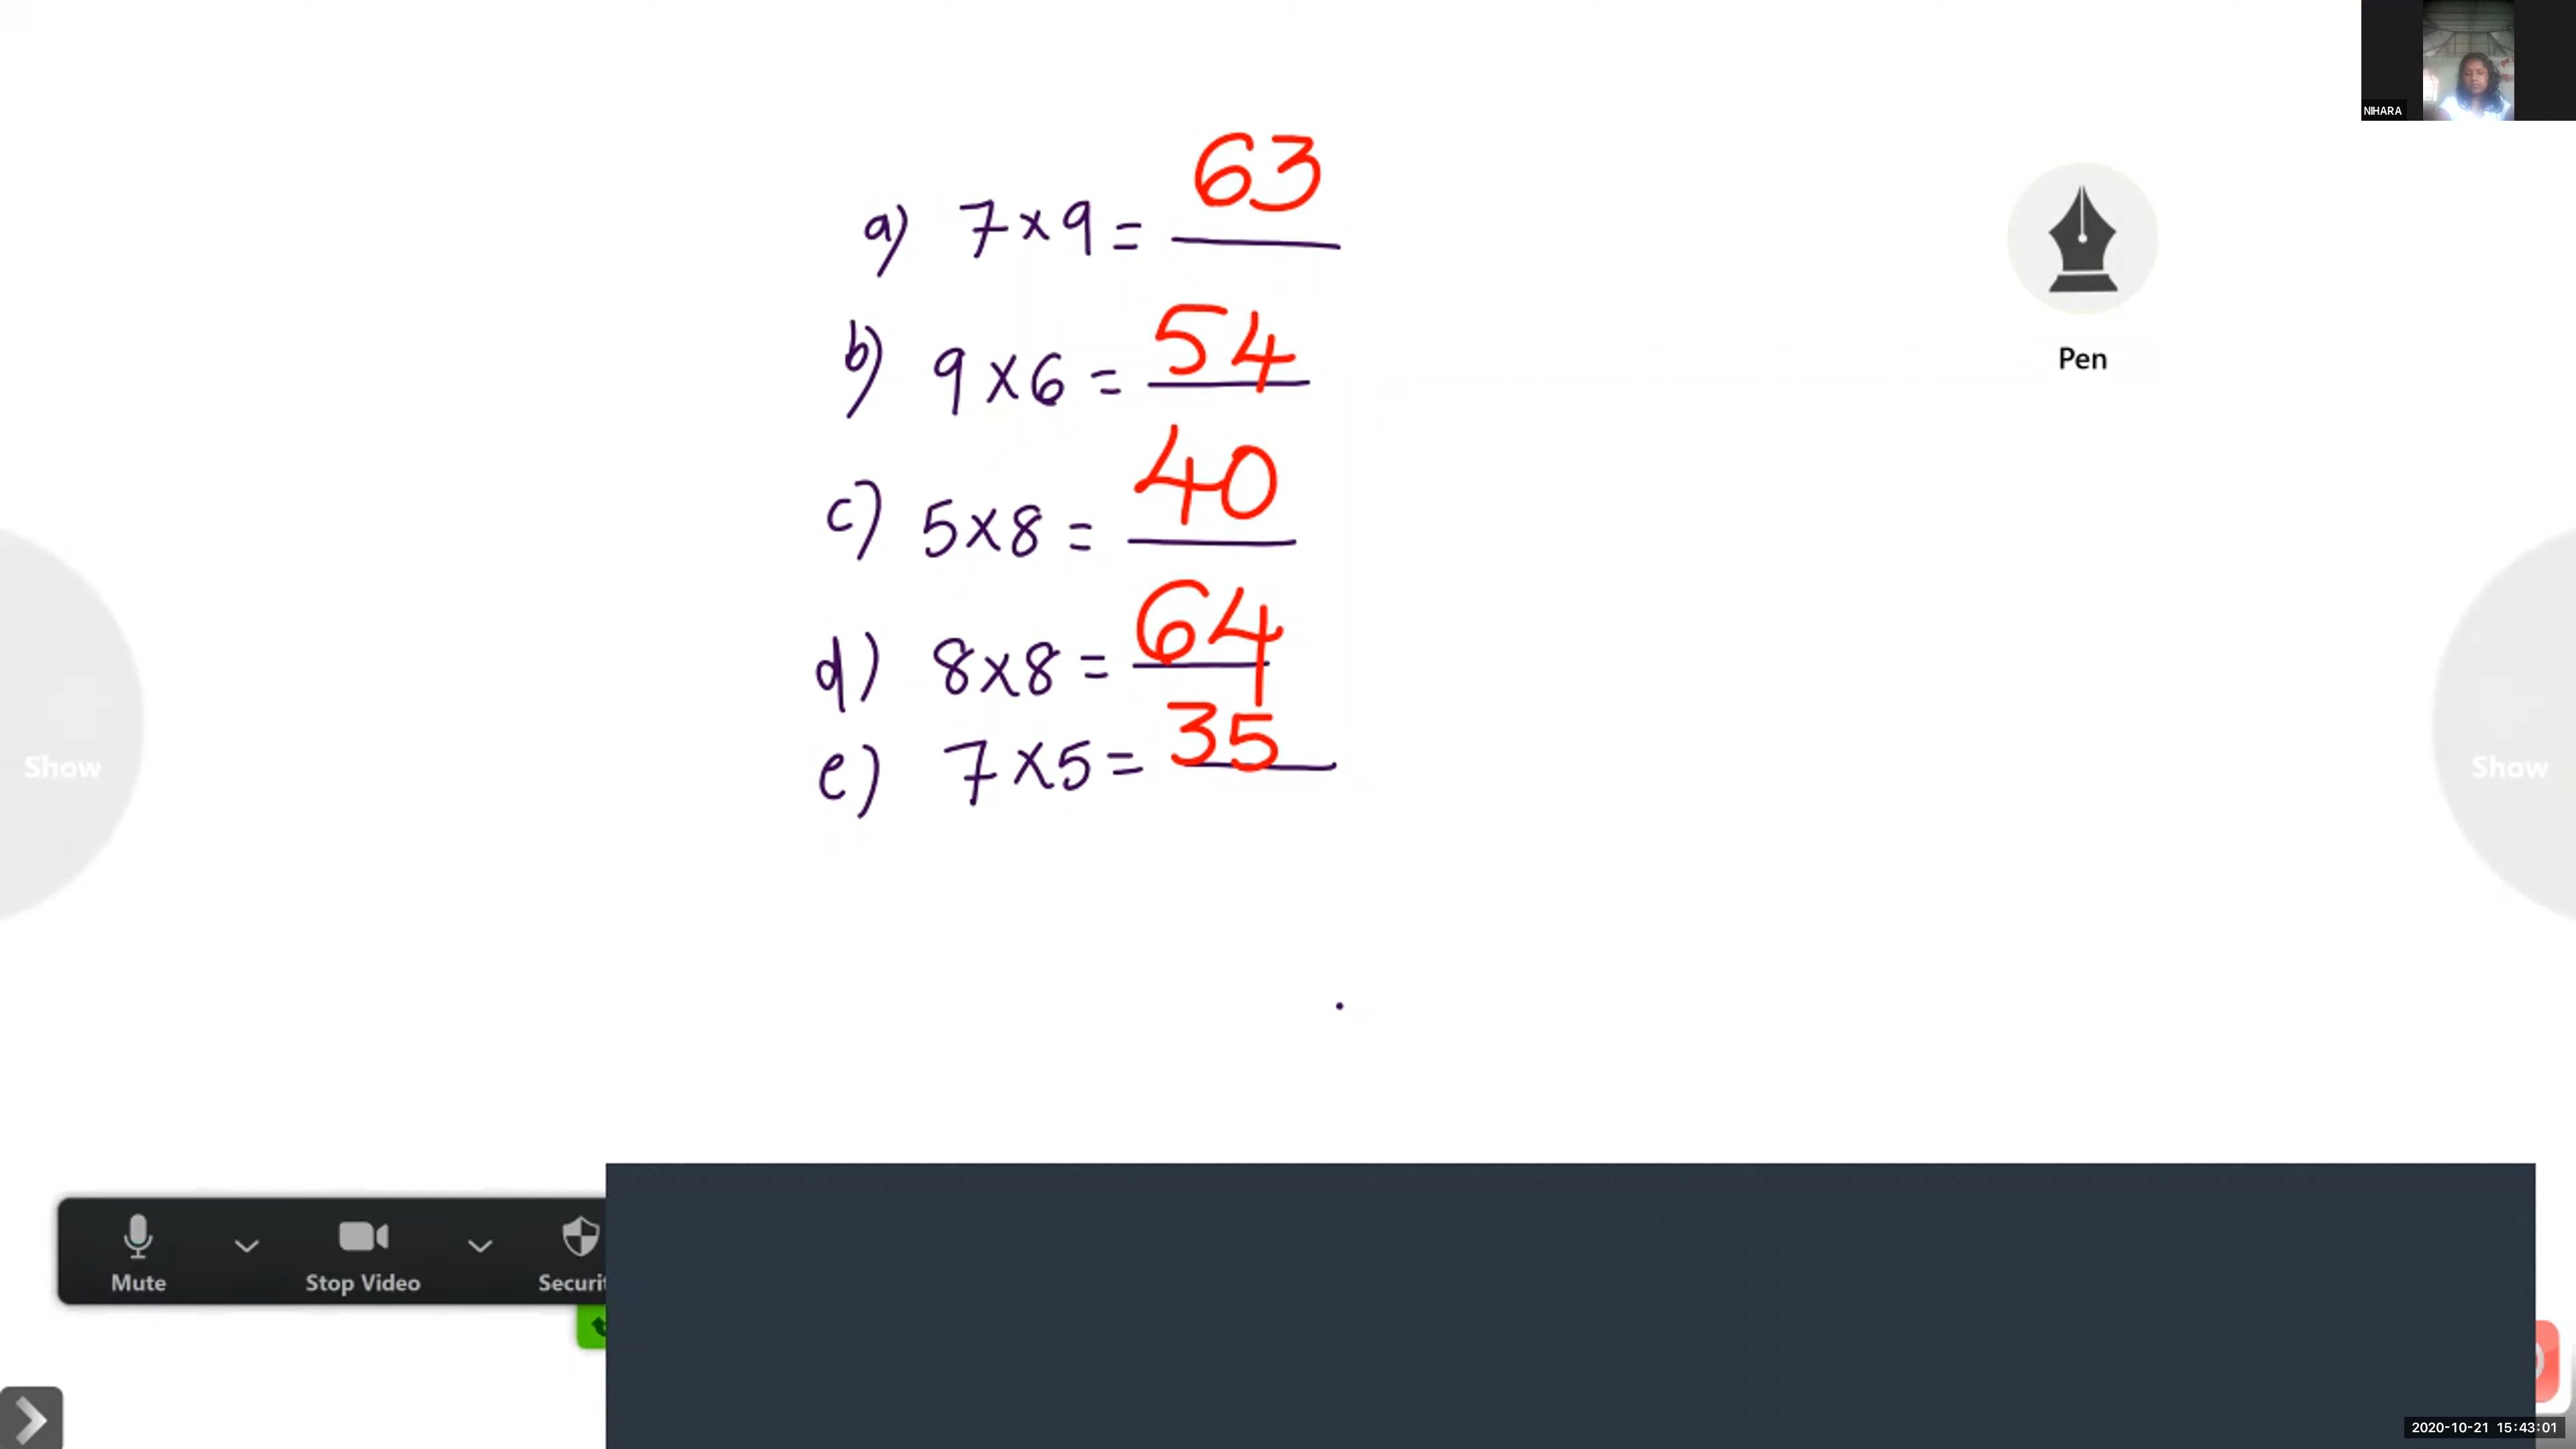 NIHARA
a) 7 × 9 = 63
Pen
b) 9 × 6 = 54
c) 5 × 8 = 40
d) 8 × 8 = 64
e) 7 × 5 = 35
Show
Show
Mute
Stop Video
Securit
2020-10-21 15:43:01